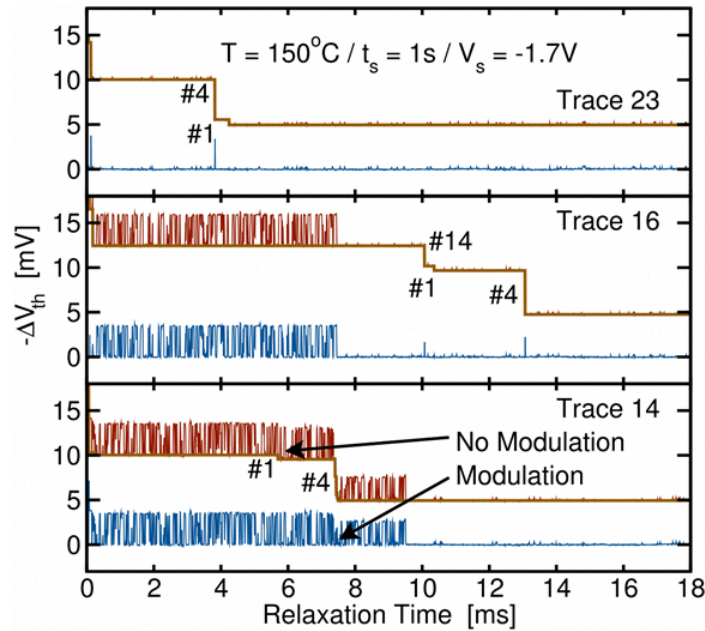 T = 150°C / tₛ = 1s / Vₛ = -1.7V
15
10
5
0
#4
#1
Trace 23
-ΔVth [mV]
15
10
5
0
Trace 16
#14
#1
#4
15
10
5
0
Trace 14
No Modulation
#1
#4
Modulation
0 2 4 6 8 10 12 14 16 18
Relaxation Time [ms]